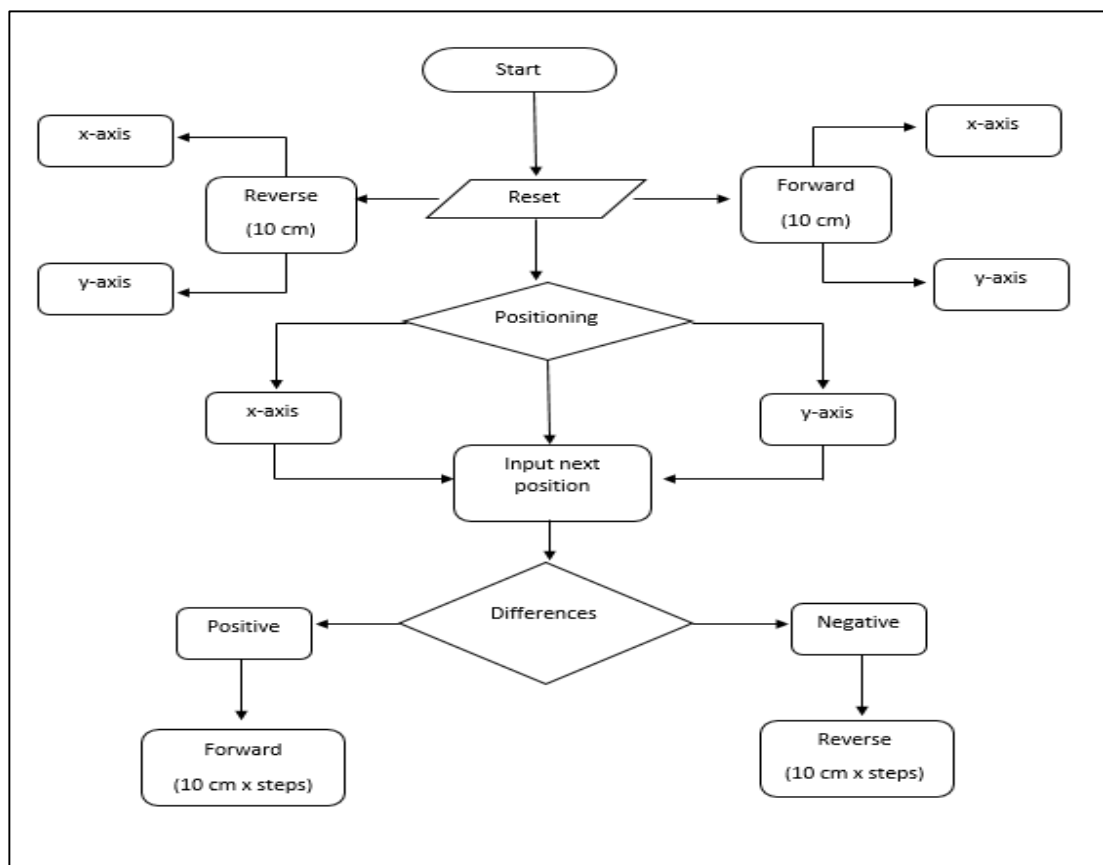 Start
x-axis
x-axis
Reverse
(10 cm)
Reset
Forward
(10 cm)
y-axis
y-axis
Positioning
x-axis
y-axis
Input next
position
Differences
Positive
Negative
Forward
(10 cm x steps)
Reverse
(10 cm x steps)